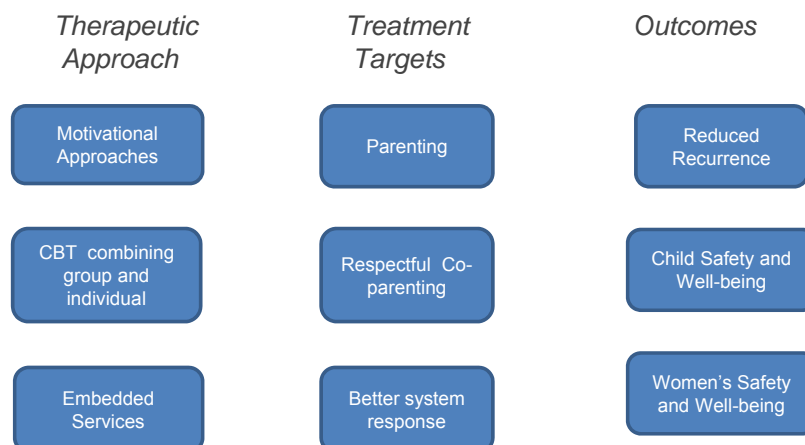 Therapeutic
Approach
Treatment
Targets
Outcomes
Motivational
Approaches
Parenting
Reduced
Recurrence
CBT combining
group and
individual
Respectful Co-
parenting
Child Safety and
Well-being
Embedded
Services
Better system
response
Women's Safety
and Well-being